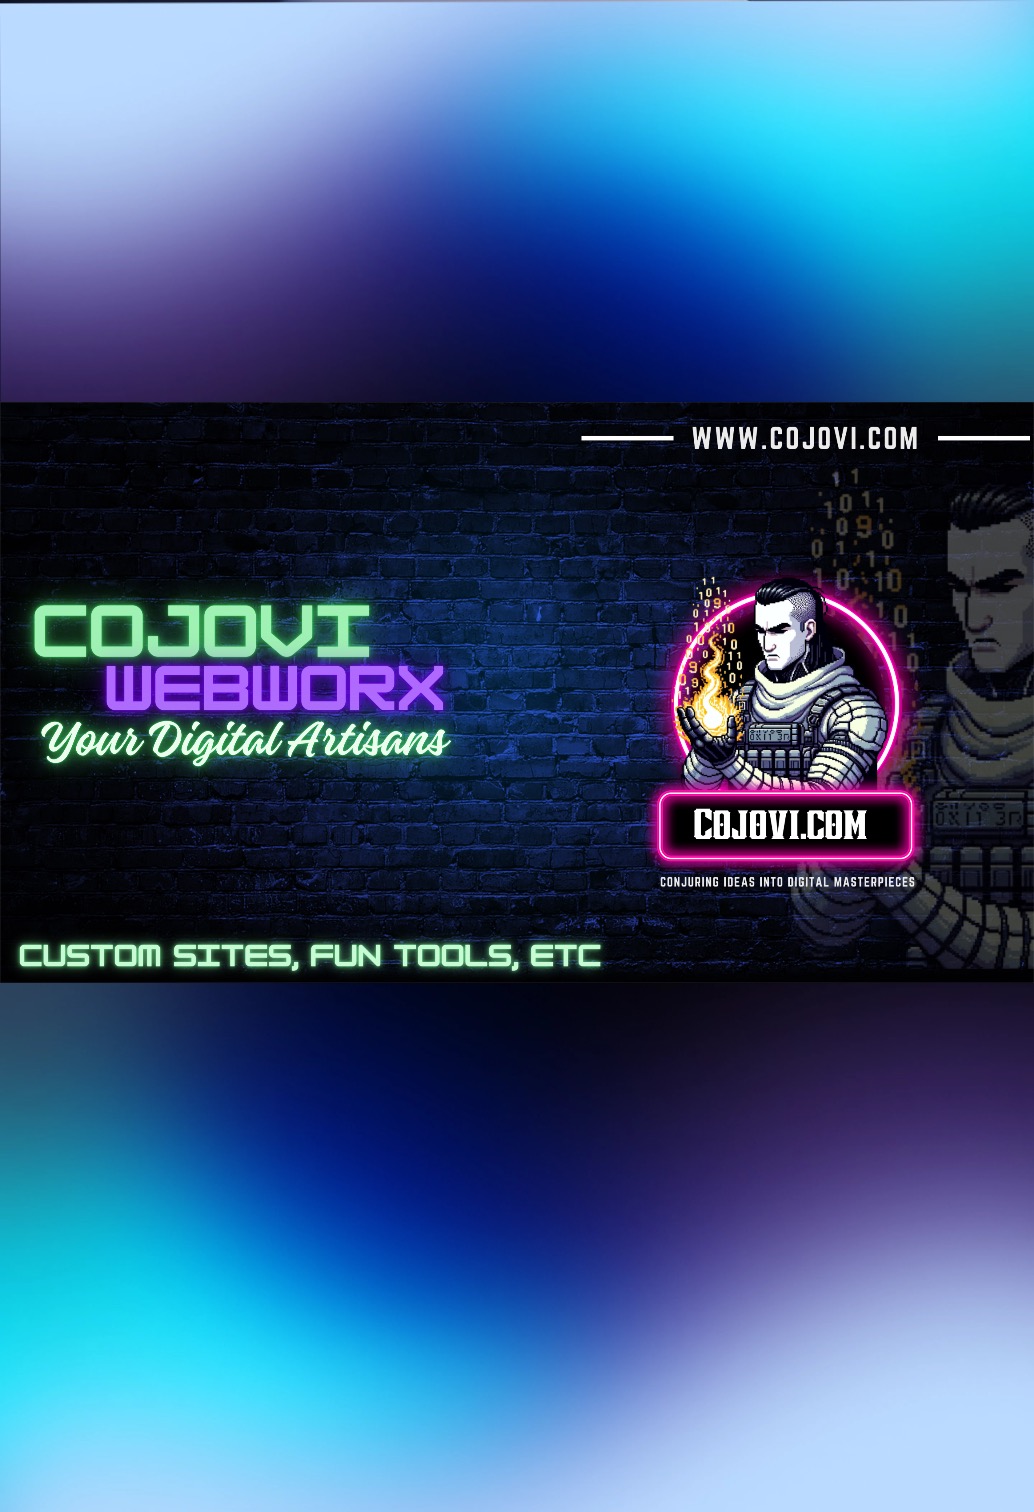 WWW.COJOVI.COM
COJOVI
WEBWORX
Your Digital Artisans
COJOVI.COM
CONJURING IDEAS INTO DIGITAL MASTERPIECES
CUSTOM SITES, FUN TOOLS, ETC